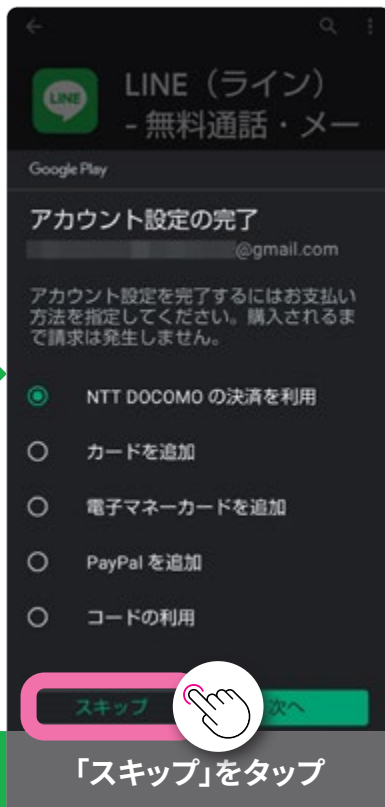 LINE
LINE（ライン）
- 無料通話・メー
Google Play
アカウント設定の完了
@gmail.com
アカウント設定を完了するにはお支払い
方法を指定してください。購入されるま
で請求は発生しません。
NTT DOCOMO の決済を利用
カードを追加
電子マネーカードを追加
PayPal を追加
コードの利用
スキップ 次へ
「スキップ」をタップ